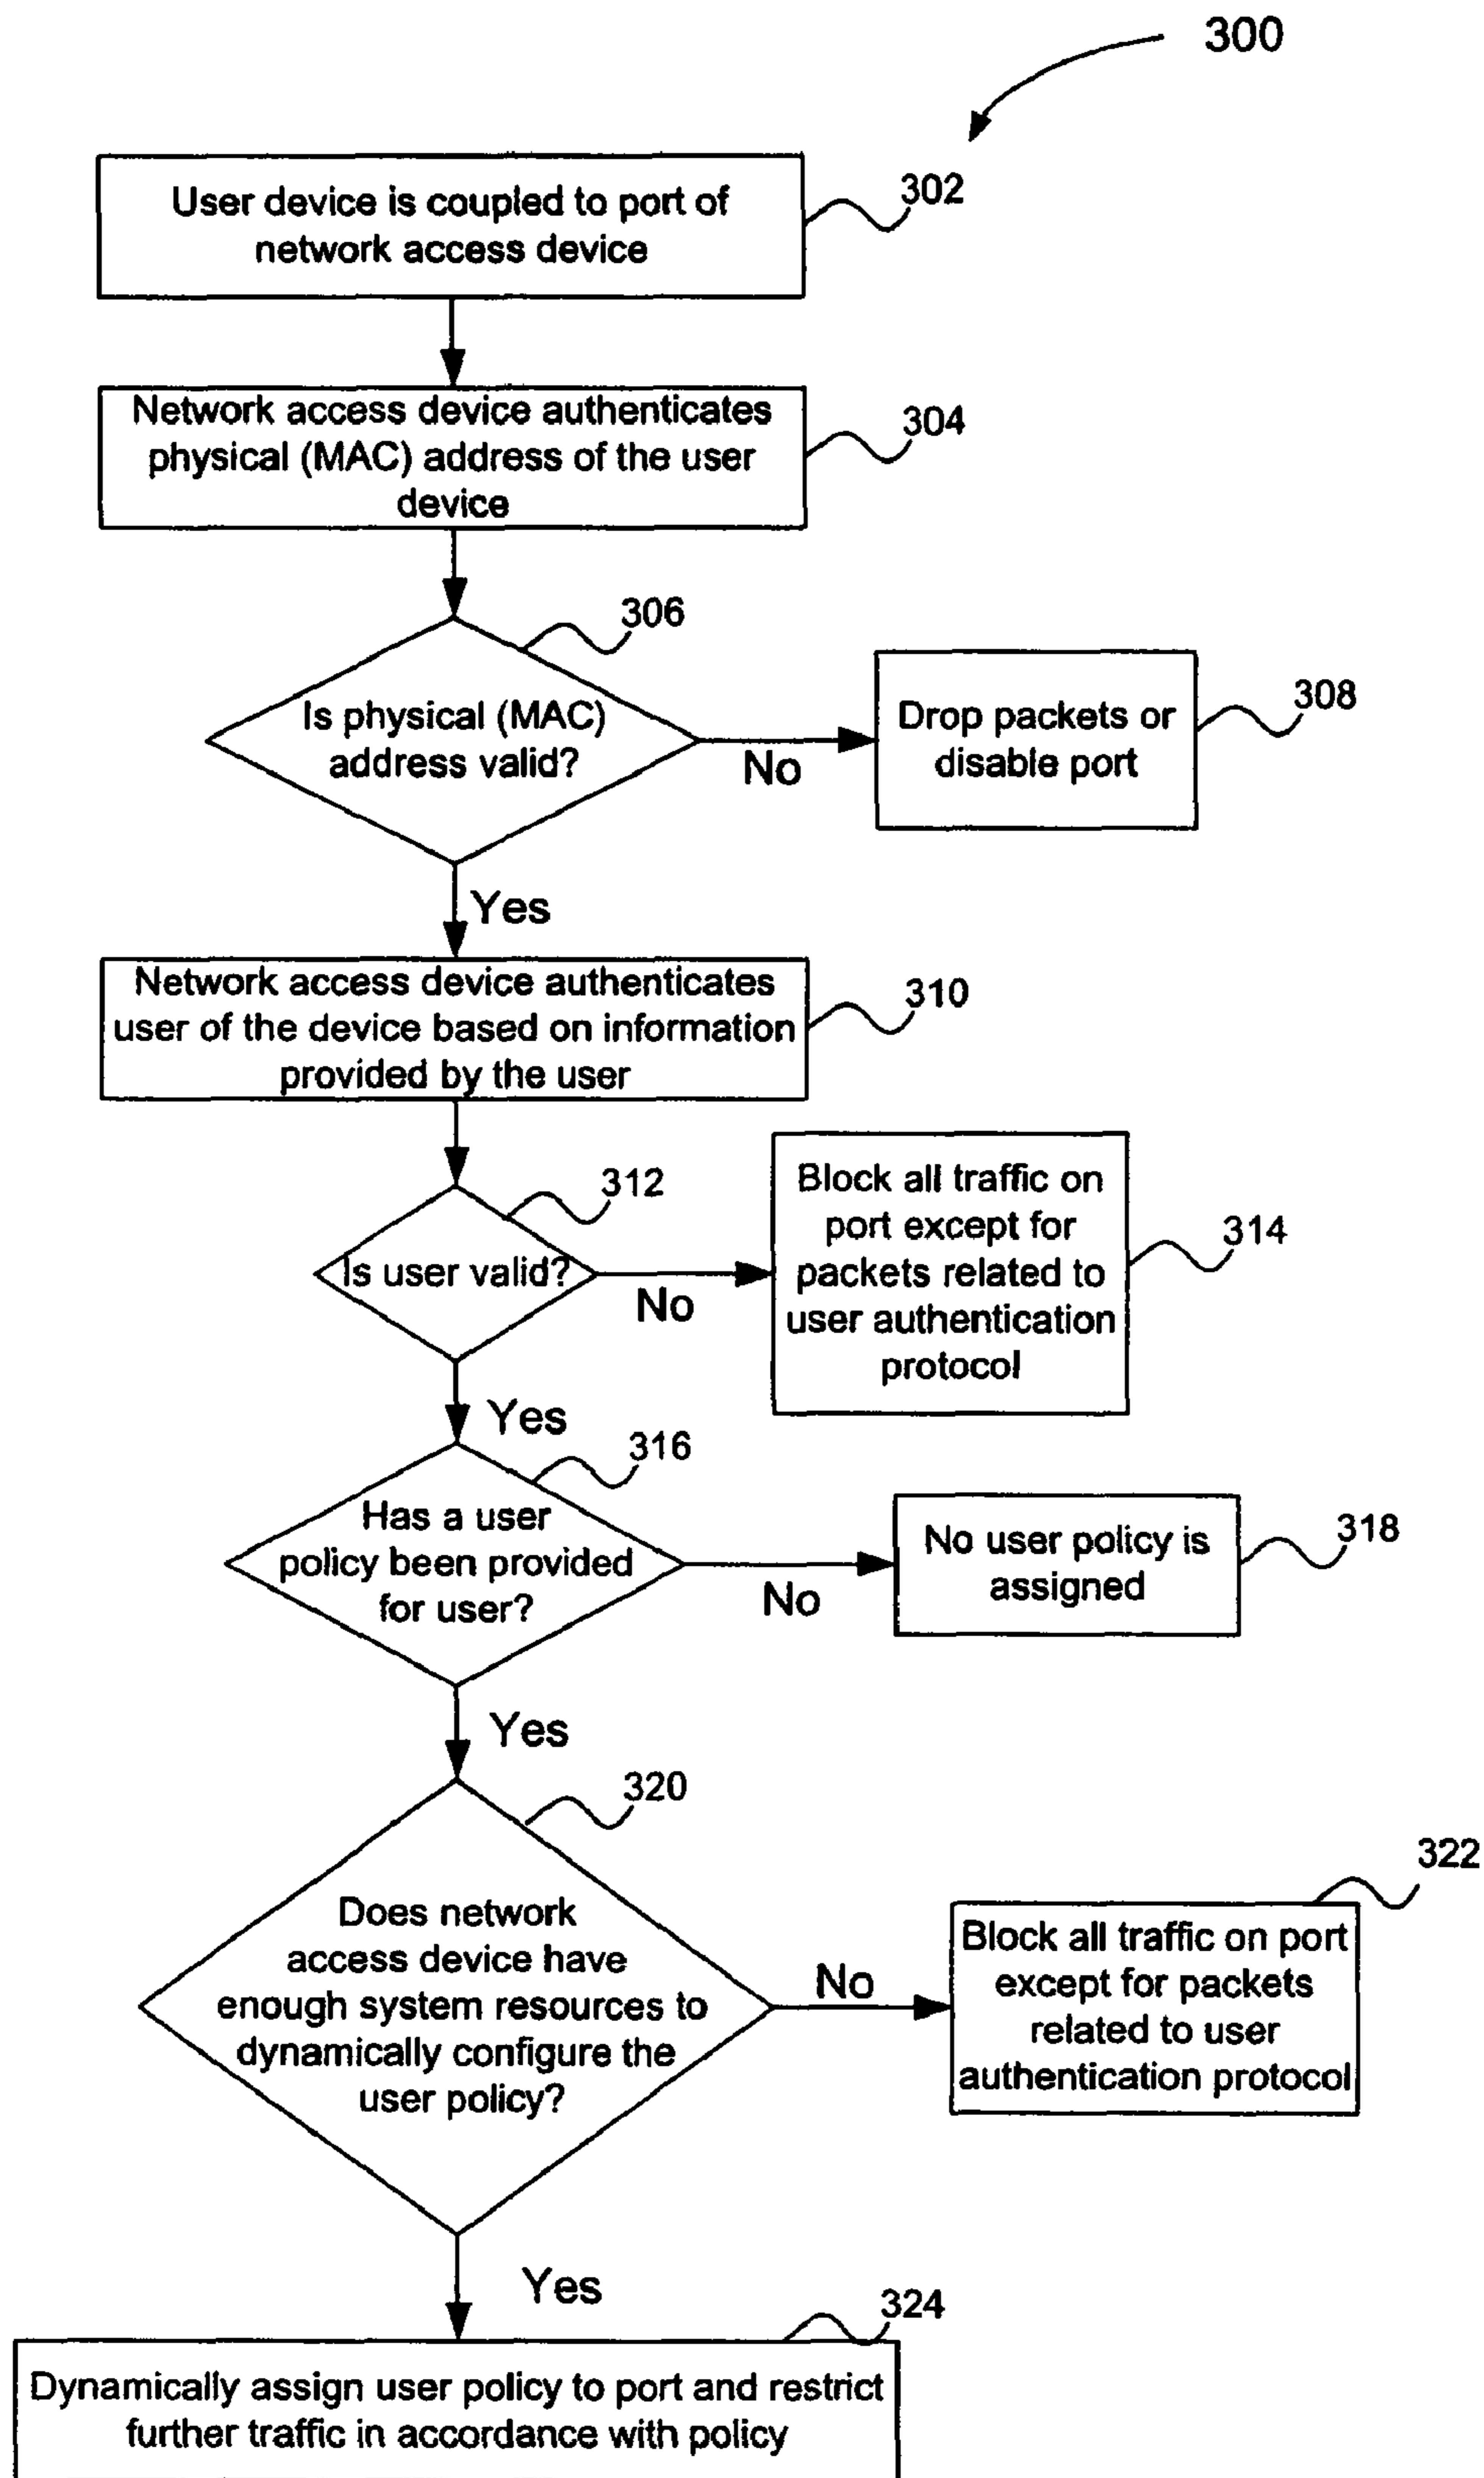 300
User device is coupled to port of
network access device
302
Network access device authenticates
physical (MAC) address of the user
device
304
306
Is physical (MAC)
address valid?
No
Drop packets or
disable port
308
Yes
Network access device authenticates
user of the device based on information
provided by the user
310
312
Is user valid?
No
Block all traffic on
port except for
packets related to
user authentication
protocol
314
Yes
316
Has a user
policy been provided
for user?
No
No user policy is
assigned
318
Yes
320
Does network
access device have
enough system resources to
dynamically configure the
user policy?
No
322
Block all traffic on port
except for packets
related to user
authentication protocol
Yes
324
Dynamically assign user policy to port and restrict
further traffic in accordance with policy